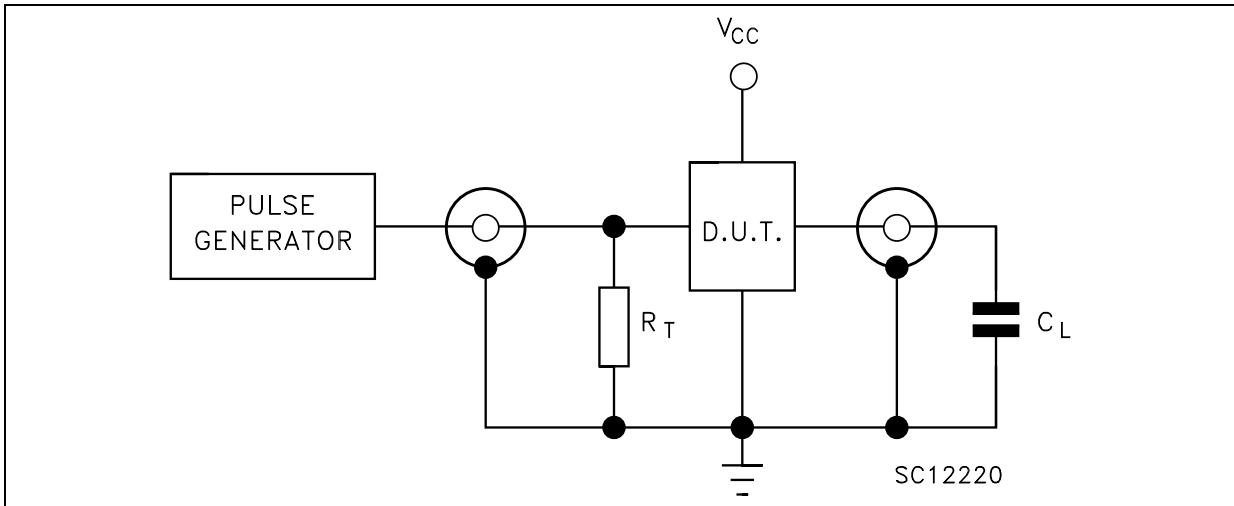 VCC
PULSE
GENERATOR
D.U.T.
RT
CL
SC12220